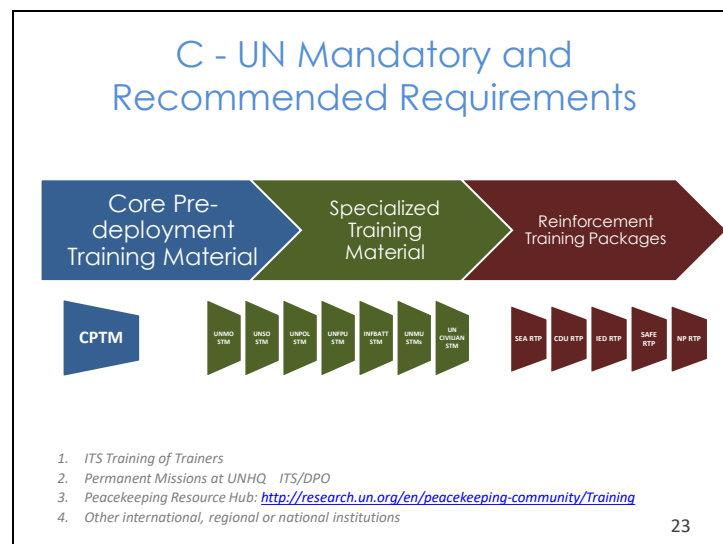 C - UN Mandatory and
Recommended Requirements
Core Pre-
deployment
Training Material
Specialized
Training
Material
Reinforcement
Training Packages
CPTM
UNMO
STM
UNSO
STM
UNPOL
STM
UNFPU
STM
INFBATT
STM
UNMU
STMs
UN
CIVILIAN
STM
SEA RTP
CDU RTP
IED RTP
SAFE
RTP
NP RTP
1. ITS Training of Trainers
2. Permanent Missions at UNHQ ITS/DPO
3. Peacekeeping Resource Hub: http://research.un.org/en/peacekeeping-community/Training
4. Other international, regional or national institutions
23